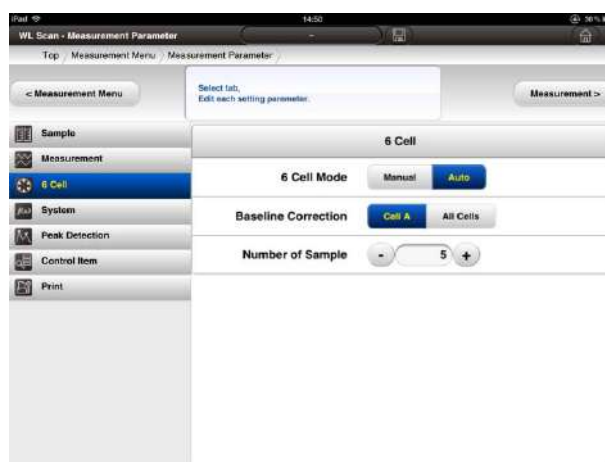 iPad
14:50
WL Scan - Measurement Parameter
-
Top / Measurement Menu / Measurement Parameter /
< Measurement Menu
Select tab,
Edit each setting parameter.
Measurement >
Sample
Measurement
6 Cell
System
Peak Detection
Control Item
Print
6 Cell
6 Cell Mode
Manual
Auto
Baseline Correction
Cell A
All Cells
Number of Sample
-
5
+